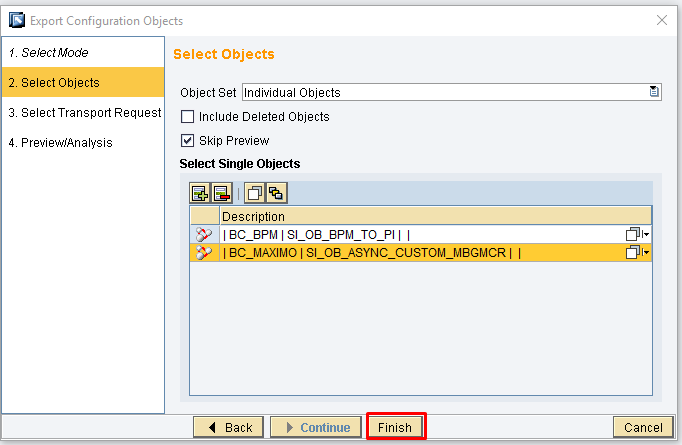 Export Configuration Objects
1. Select Mode
2. Select Objects
3. Select Transport Request
4. Preview/Analysis
Select Objects
Object Set Individual Objects
Include Deleted Objects
Skip Preview
Select Single Objects
Description
| BC_BPM | SI_OB_BPM_TO_PI | |
| BC_MAXIMO | SI_OB_ASYNC_CUSTOM_MBGMCR | |
Back Continue Finish Cancel